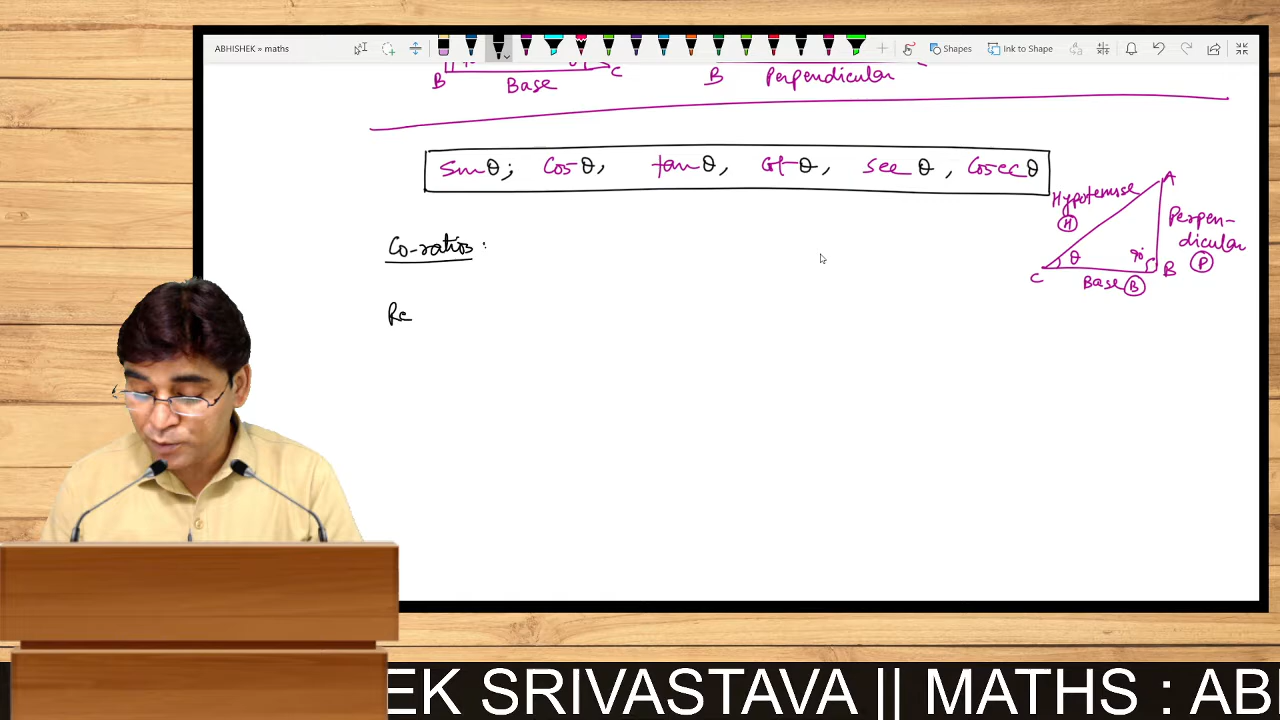 ABHISHEK » maths
Shapes
Ink to Shape
B
C
Base
B
Perpendicular
Sinθ; Cosθ, tanθ, Cotθ, Secθ, Cosecθ
Co-ratios :
Re
A
Hypotenuse
H
Perpen-
dicular
P
θ
90°
C
Base B
B
EK SRIVASTAVA || MATHS : AB